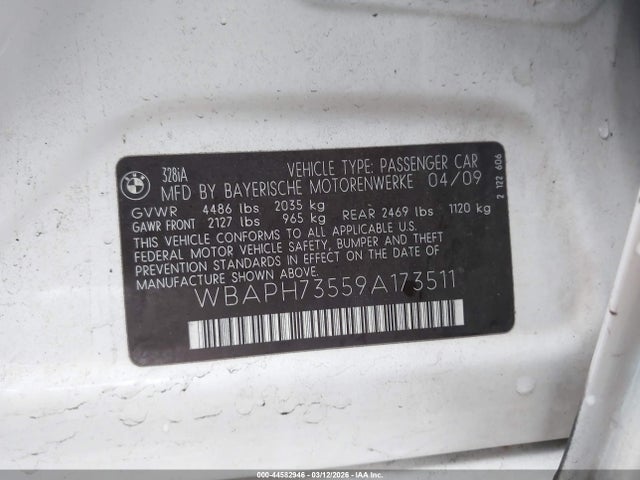 BMW
328iA VEHICLE TYPE: PASSENGER CAR
MFD BY BAYERISCHE MOTORENWERKE 04/09
GVWR 4486 lbs 2035 kg
GAWR FRONT 2127 lbs 965 kg REAR 2469 lbs 1120 kg
THIS VEHICLE CONFORMS TO ALL APPLICABLE U.S.
FEDERAL MOTOR VEHICLE SAFETY, BUMPER AND THEFT
PREVENTION STANDARDS IN EFFECT ON THE DATE OF
MANUFACTURE SHOWN ABOVE.
WBAPH73559A173511
2 122 606
000-44582946 - 03/12/2026 - IAA, Inc.